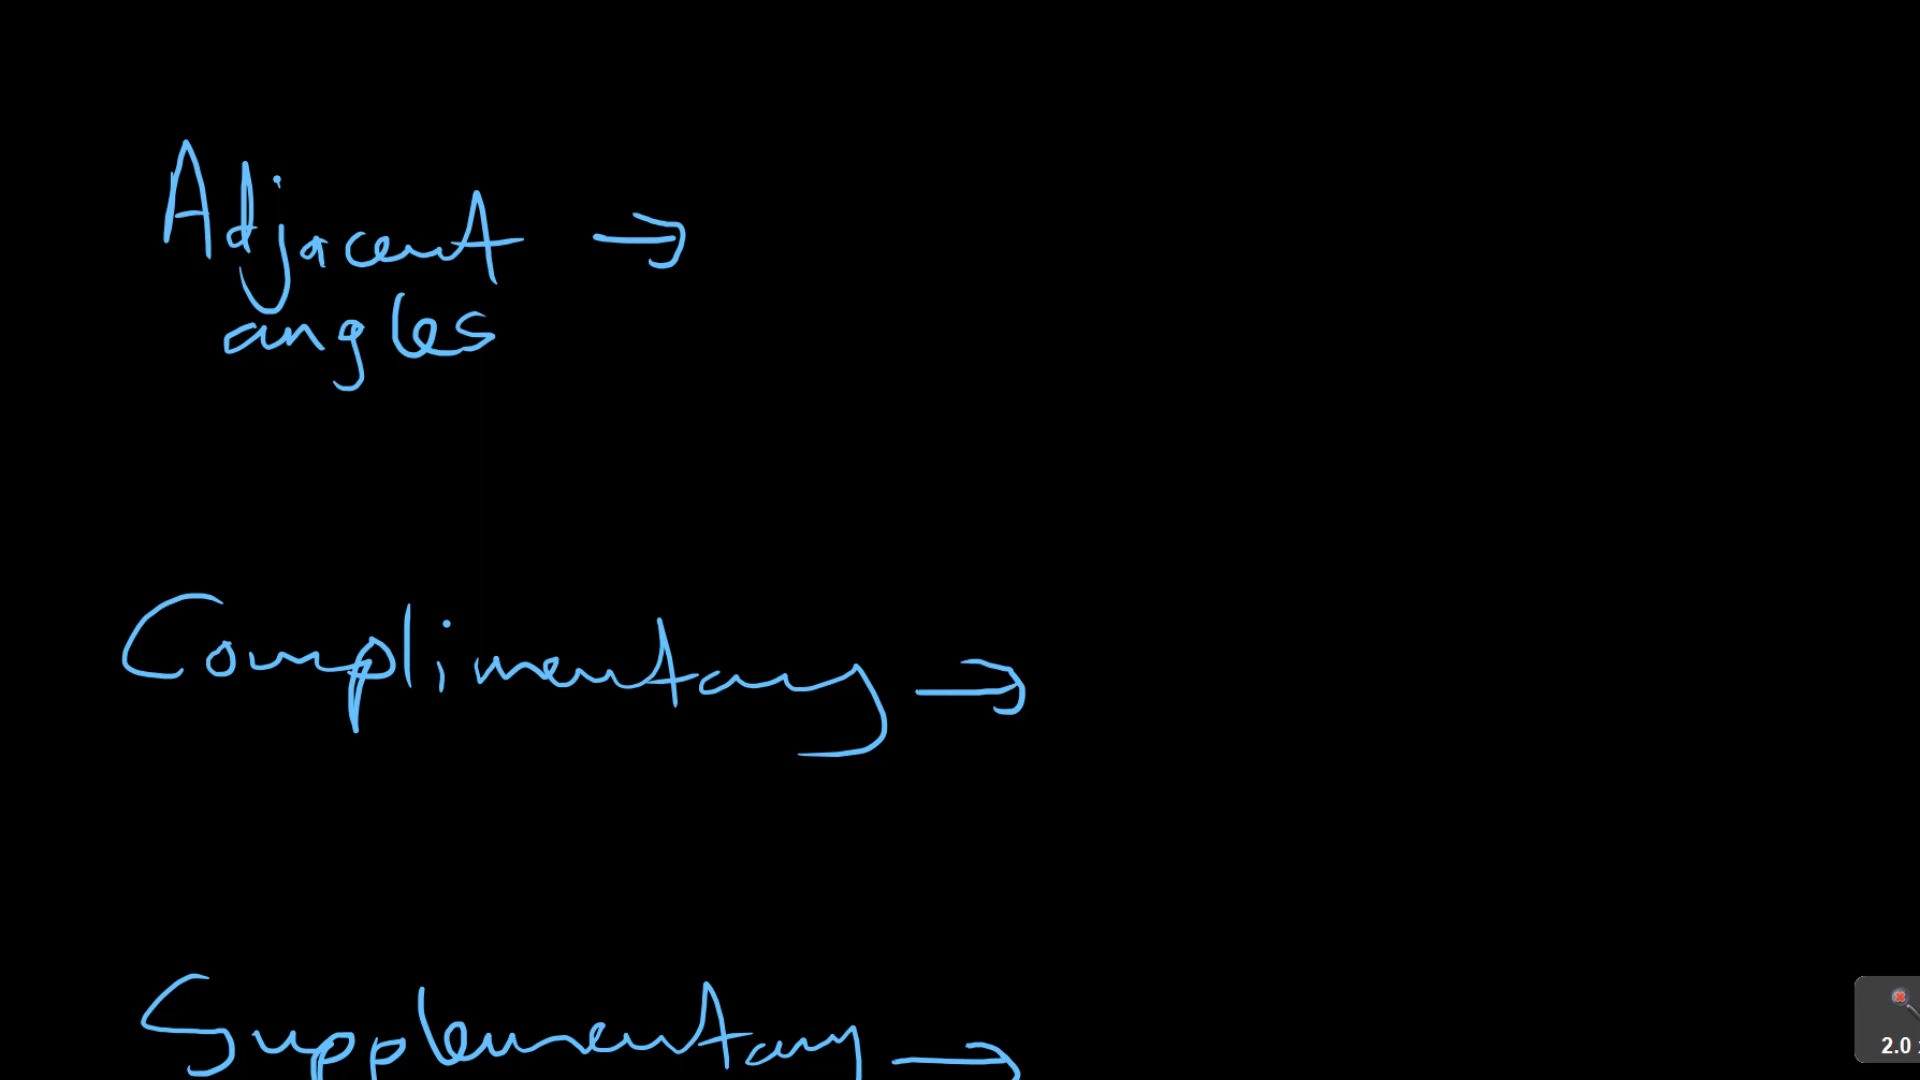 Adjacent →
angles
Complimentary →
Supplementary →
2.0